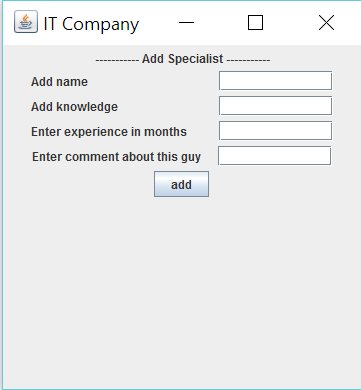 IT Company
----------- Add Specialist -----------
Add name
Add knowledge
Enter experience in months
Enter comment about this guy
add